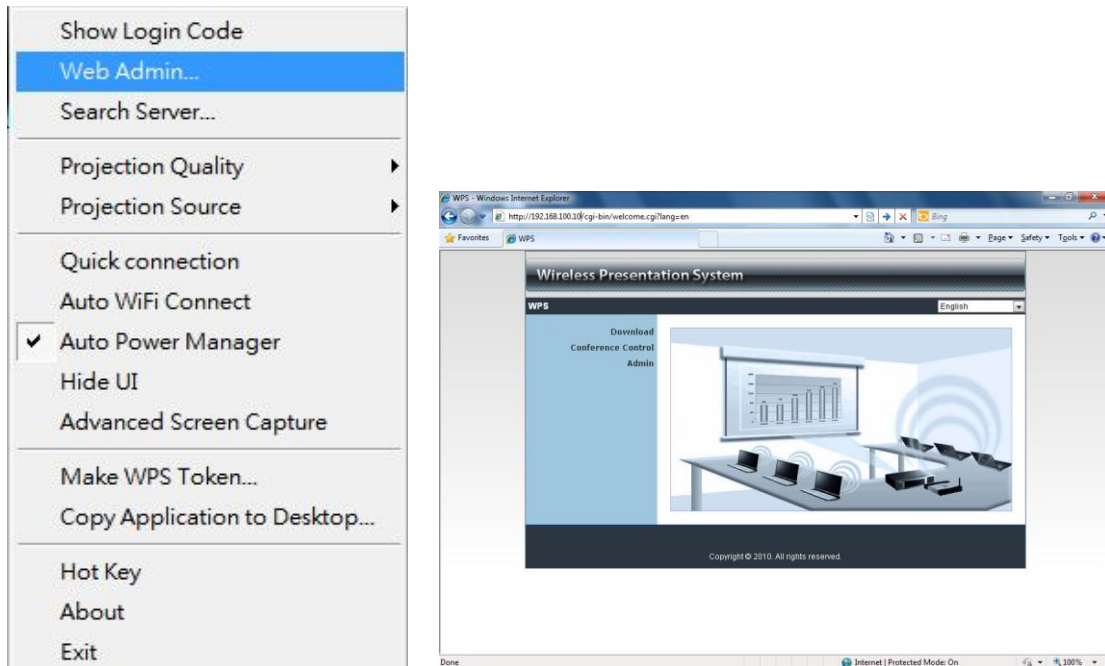 Show Login Code
Web Admin...
Search Server...
Projection Quality
Projection Source
Quick connection
Auto WiFi Connect
Auto Power Manager
Hide UI
Advanced Screen Capture
Make WPS Token...
Copy Application to Desktop...
Hot Key
About
Exit
WPS - Windows Internet Explorer
http://192.168.100.10/cgi-bin/welcome.cgi?lang=en
Bing
Favorites WPS Page Safety Tools
Wireless Presentation System
WPS English
Download
Conference Control
Admin
Copyright © 2010. All rights reserved.
Done Internet | Protected Mode: On 100%